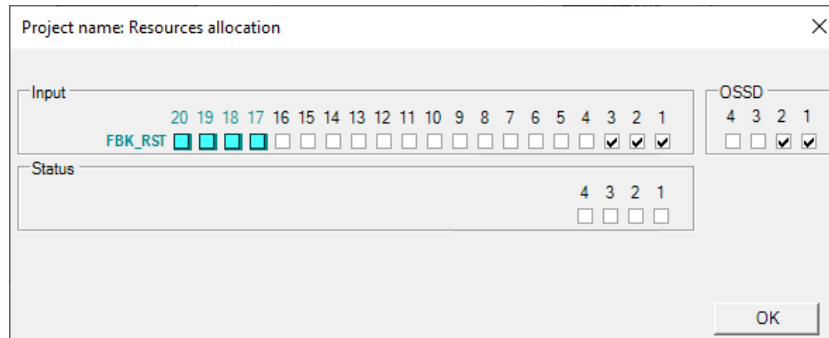 Project name: Resources allocation
Input
20 19 18 17 16 15 14 13 12 11 10 9 8 7 6 5 4 3 2 1
FBK_RST
OSSD
4 3 2 1
Status
4 3 2 1
OK